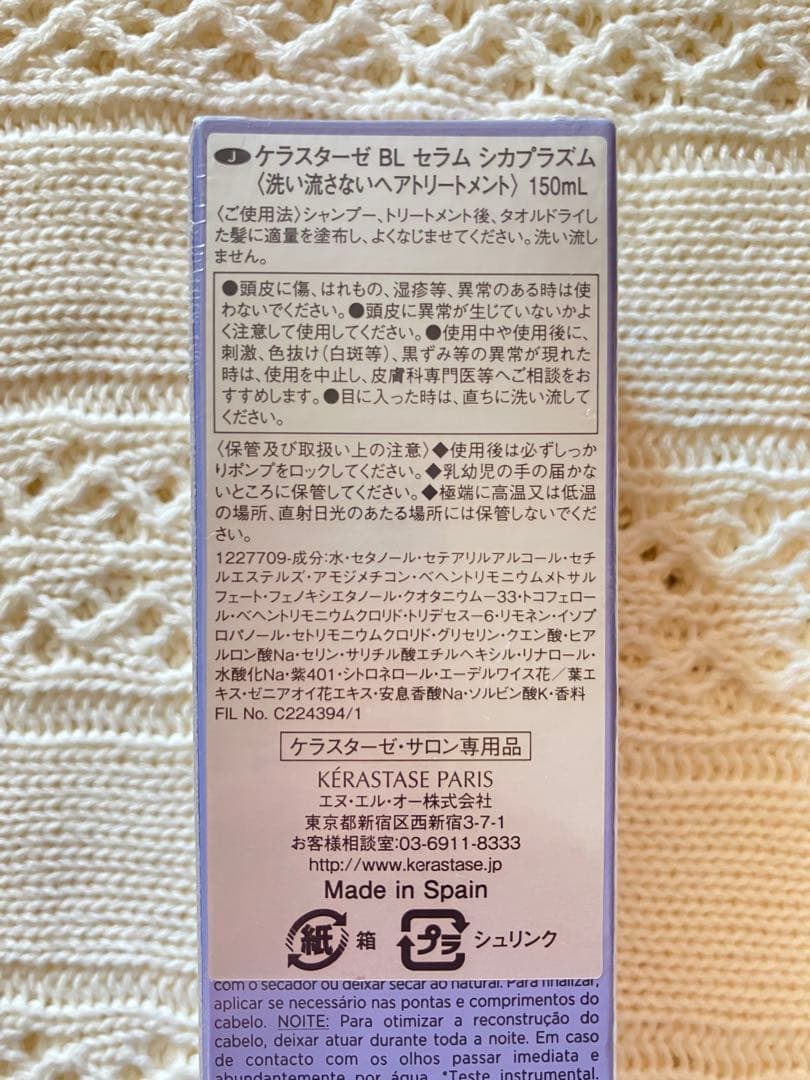 J ケラスターゼ BL セラム シカプラズム
〈洗い流さないヘアトリートメント〉 150mL
〈ご使用法〉シャンプー、トリートメント後、タオルドライし
た髪に適量を塗布し、よくなじませてください。洗い流し
ません。
●頭皮に傷、はれもの、湿疹等、異常のある時は使
わないでください。●頭皮に異常が生じていないかよ
く注意して使用してください。●使用中や使用後に、
刺激、色抜け(白斑等)、黒ずみ等の異常が現れた
時は、使用を中止し、皮膚科専門医等へご相談をお
すすめします。●目に入った時は、直ちに洗い流して
ください。
〈保管及び取扱い上の注意〉◆使用後は必ずしっか
りポンプをロックしてください。◆乳幼児の手の届かな
いところに保管してください。◆極端に高温又は低温
の場所、直射日光のあたる場所には保管しないでくだ
さい。
1227709-成分:水・セタノール・セテアリルアルコール・セチ
ルエステルズ・アモジメチコン・ベヘントリモニウムメトサル
フェート・フェノキシエタノール・クオタニウム－33・トコフェロー
ル・ベヘントリモニウムクロリド・トリデセス－6・リモネン・イソプ
ロパノール・セトリモニウムクロリド・グリセリン・クエン酸・ヒア
ルロン酸Na・セリン・サリチル酸エチルヘキシル・リナロール・
水酸化Na・紫401・シトロネロール・エーデルワイス花／葉エ
キス・ゼニアオイ花エキス・安息香酸Na・ソルビン酸K・香料
FIL No. C224394/1
ケラスターゼ・サロン専用品
KÉRASTASE PARIS
エヌ・エル・オー株式会社
東京都新宿区西新宿3-7-1
お客様相談室:03-6911-8333
http://www.kerastase.jp
Made in Spain
紙 箱 プラ シュリンク
com o secador ou deixar secar ao natural. Para finalizar,
aplicar se necessário nas pontas e comprimentos do
cabelo. NOITE: Para otimizar a reconstrução do
cabelo, deixar atuar durante toda a noite. Em caso
de contacto com os olhos passar imediata e
abundantemente por água. *Teste instrumental.